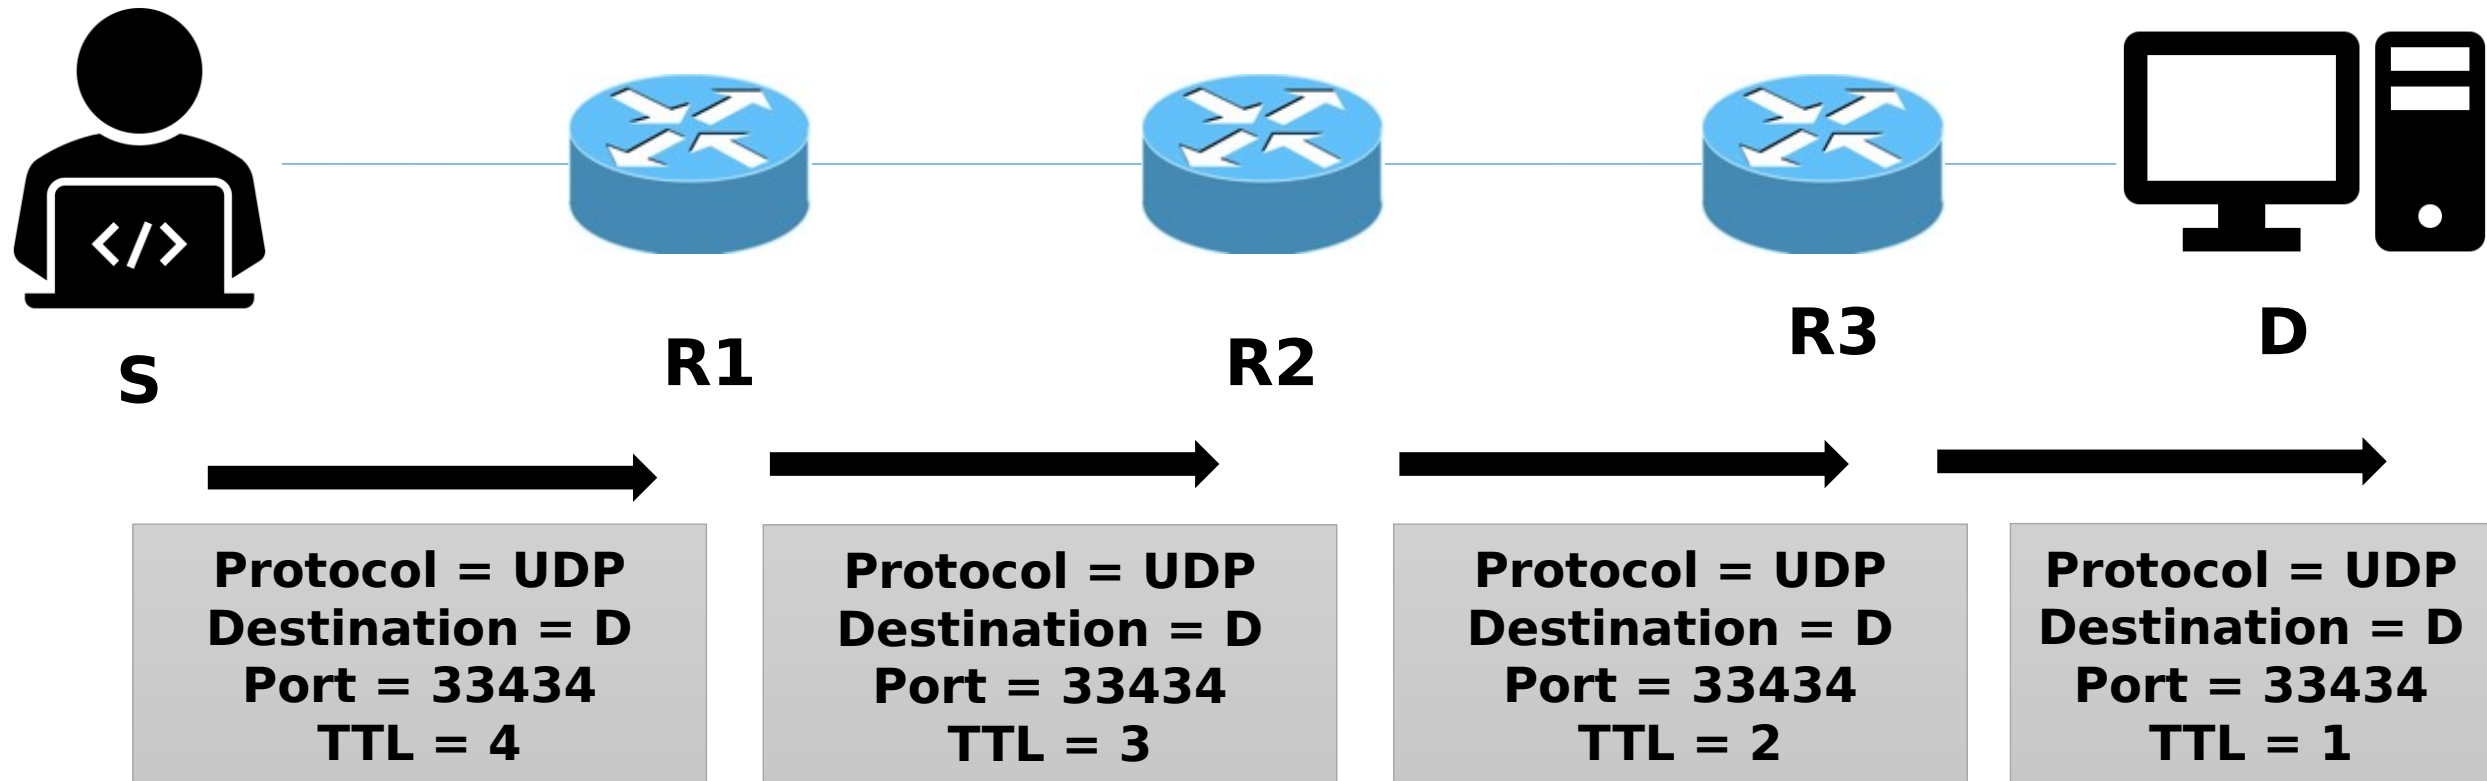 </>
S
R1
R2
R3
D
Protocol = UDP
Destination = D
Port = 33434
TTL = 4
Protocol = UDP
Destination = D
Port = 33434
TTL = 3
Protocol = UDP
Destination = D
Port = 33434
TTL = 2
Protocol = UDP
Destination = D
Port = 33434
TTL = 1